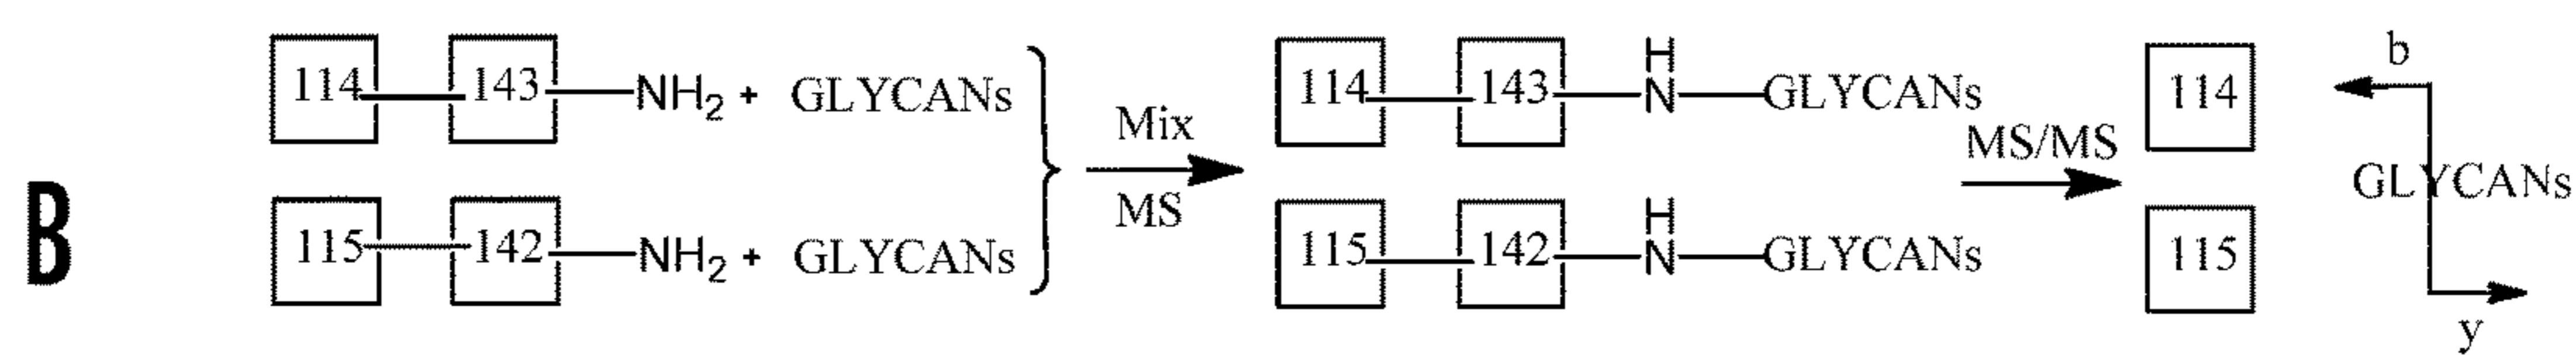 114 143 NH2 + GLYCANs
Mix
MS
114 143 H N GLYCANs
MS/MS
114
b
B
GLYCANs
115 142 NH2 + GLYCANs
115 142 H N GLYCANs
115
y